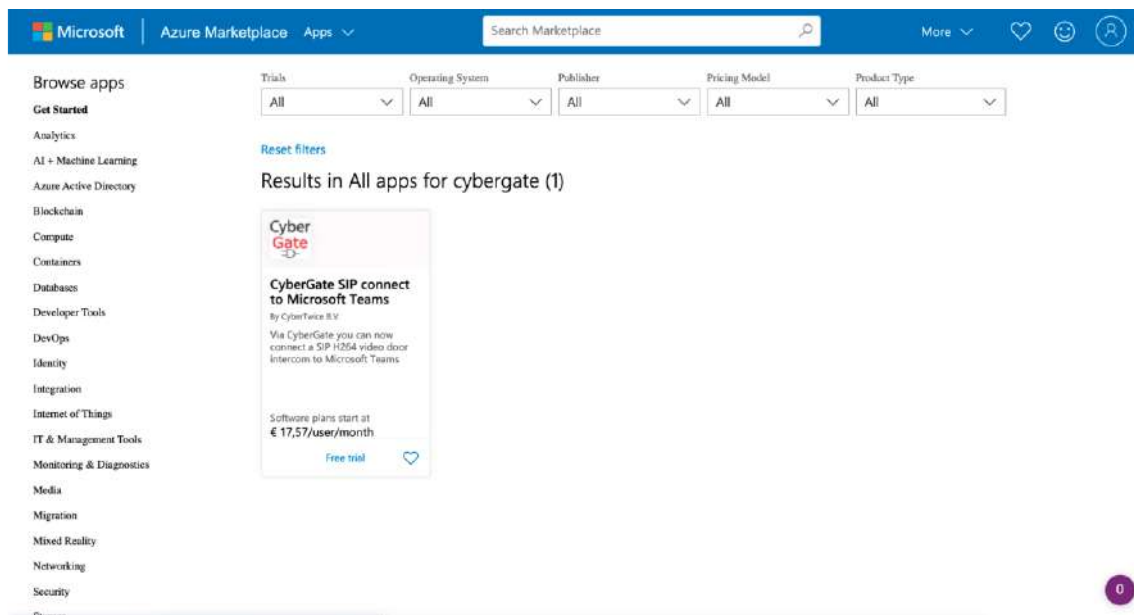 Microsoft
Azure Marketplace
Apps
Search Marketplace
More
Browse apps
Get Started
Analytics
AI + Machine Learning
Azure Active Directory
Blockchain
Compute
Containers
Databases
Developer Tools
DevOps
Identity
Integration
Internet of Things
IT & Management Tools
Monitoring & Diagnostics
Media
Migration
Mixed Reality
Networking
Security
Trials
Operating System
Publisher
Pricing Model
Product Type
All
All
All
All
All
Reset filters
Results in All apps for cybergate (1)
Cyber
Gate
CyberGate SIP connect
to Microsoft Teams
By CyberTwice B.V.
Via CyberGate you can now
connect a SIP H264 video door
intercom to Microsoft Teams
Software plans start at
€ 17,57/user/month
Free trial
0